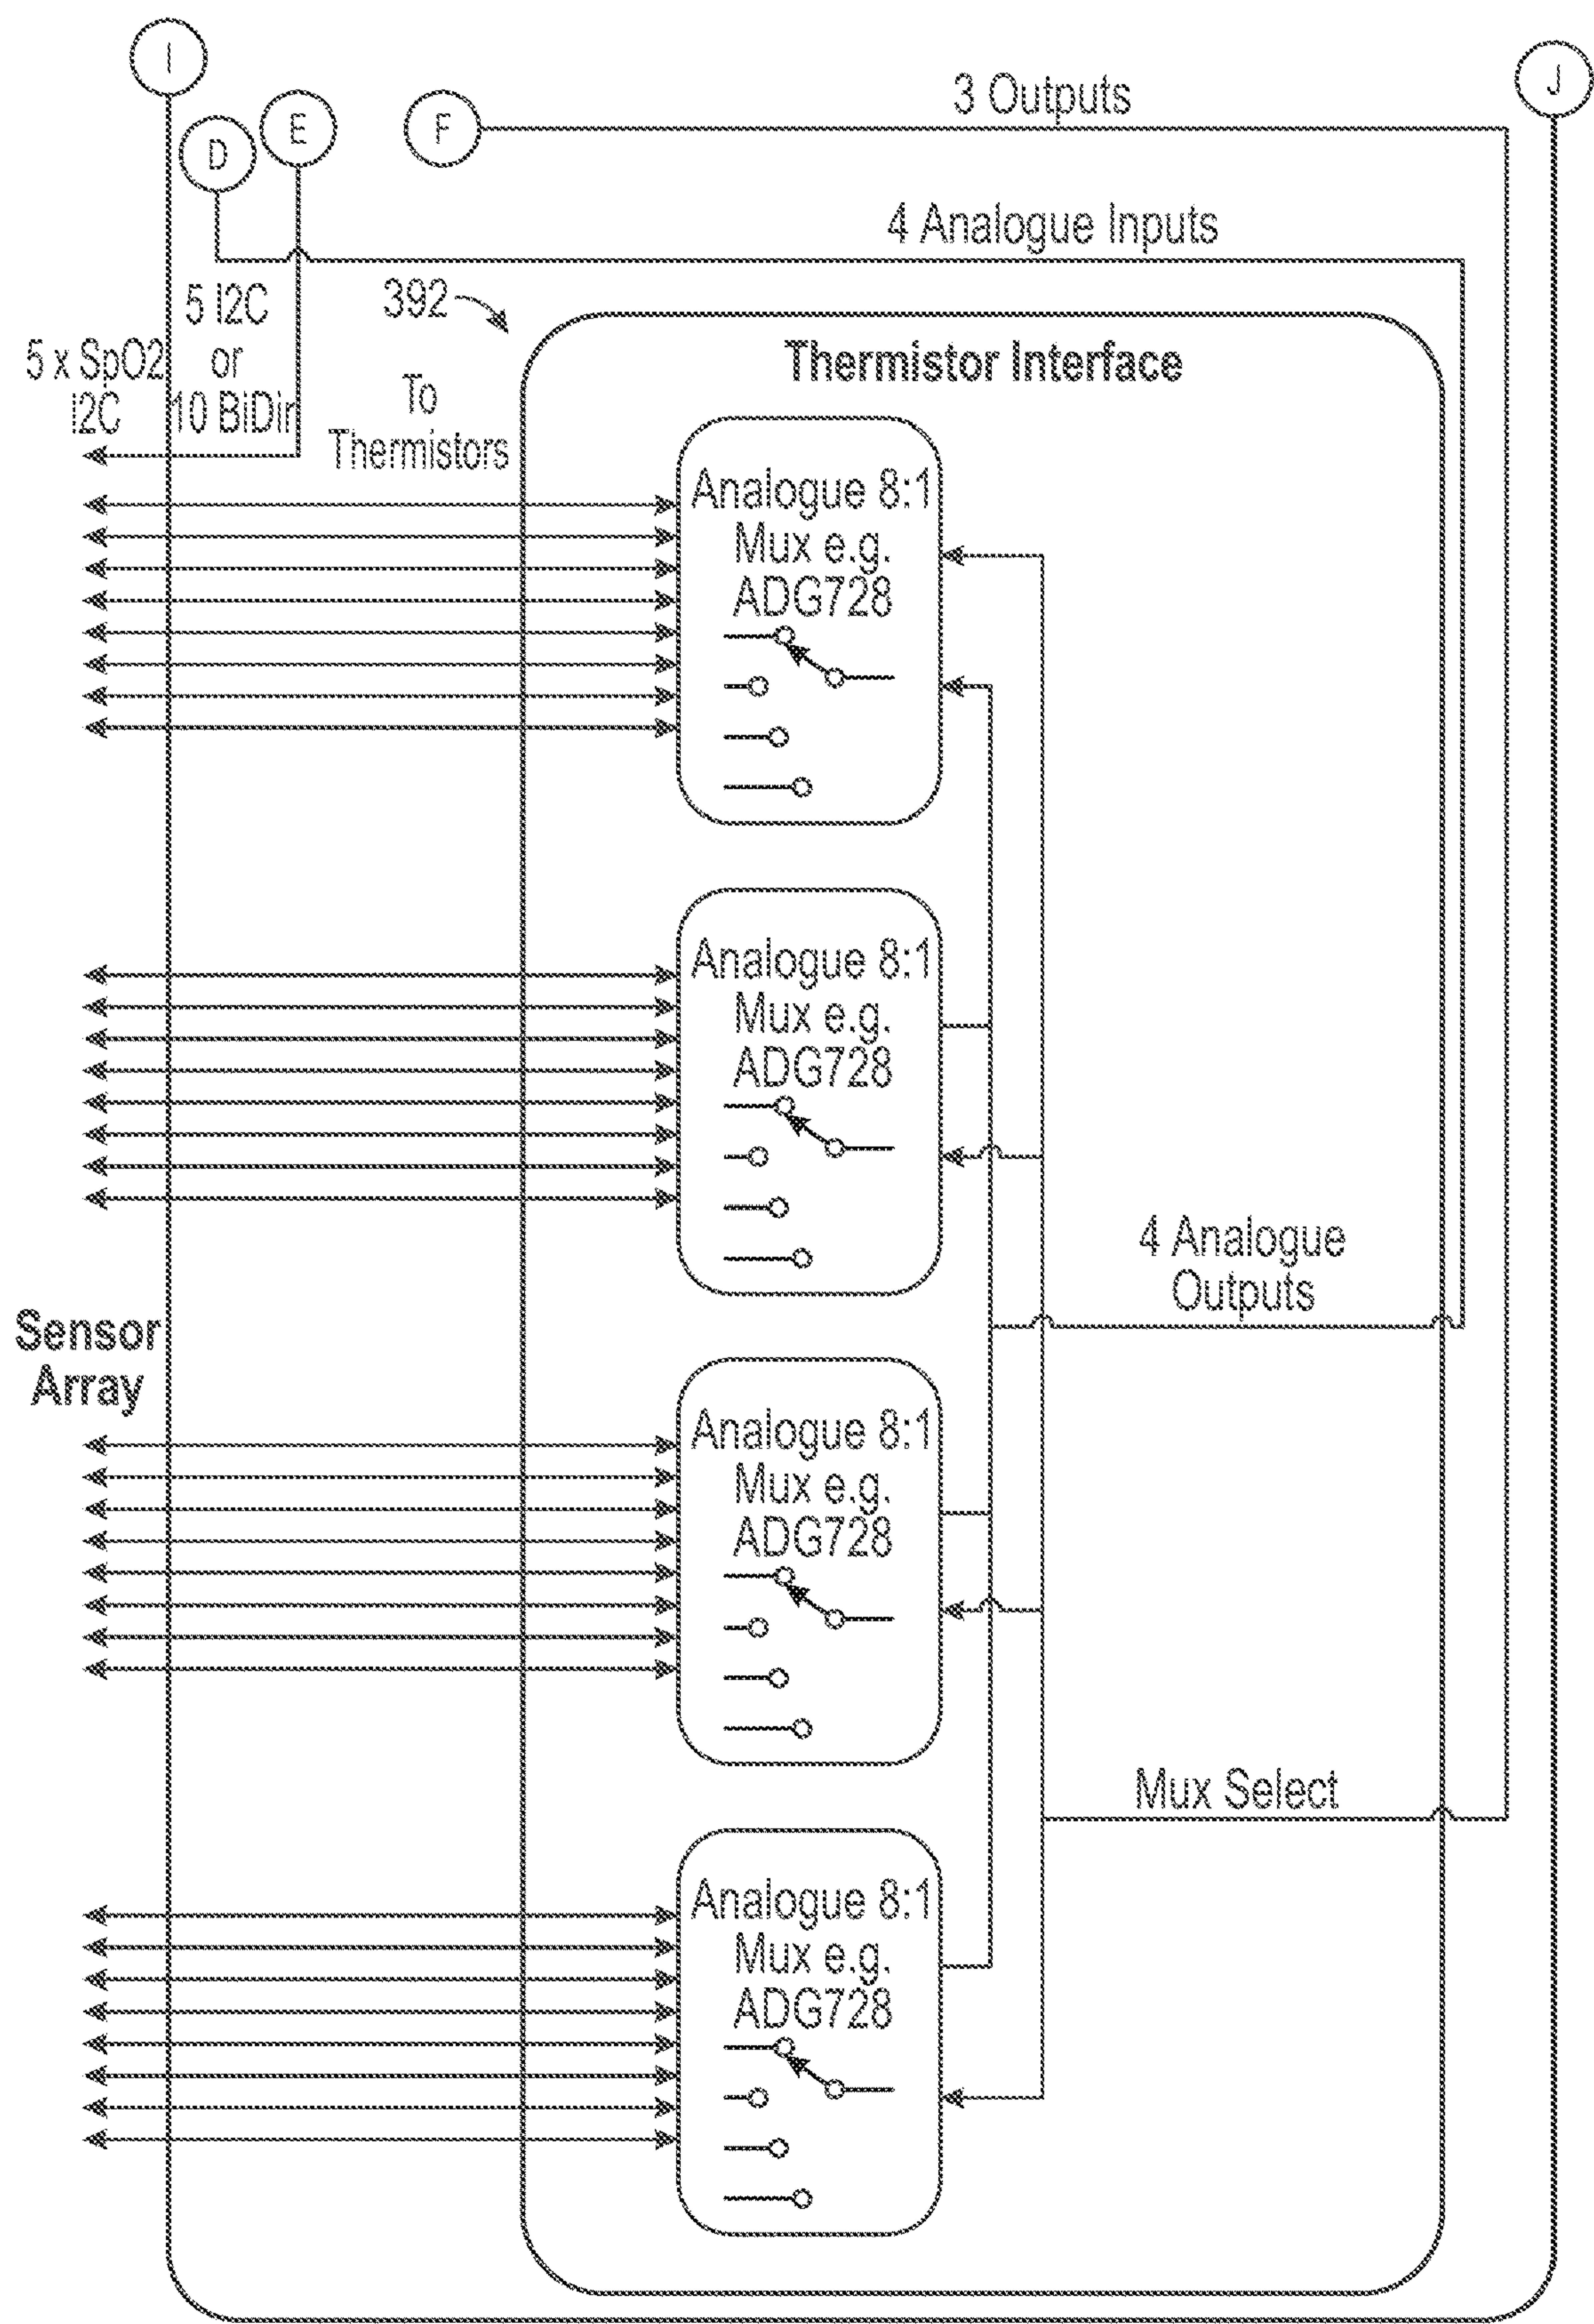 I
J
D
E
F
3 Outputs
4 Analogue Inputs
5 x SpO2
I2C
5 I2C
or
10 BiDir
392
To
Thermistors
Thermistor Interface
Analogue 8:1
Mux e.g.
ADG728
Analogue 8:1
Mux e.g.
ADG728
4 Analogue
Outputs
Sensor
Array
Analogue 8:1
Mux e.g.
ADG728
Mux Select
Analogue 8:1
Mux e.g.
ADG728